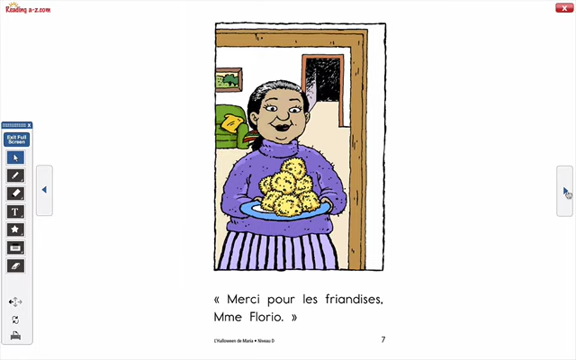 Reading a-z.com
Exit Full
Screen
T
« Merci pour les friandises,
Mme Florio. »
L'Halloween de Maria • Niveau D
7